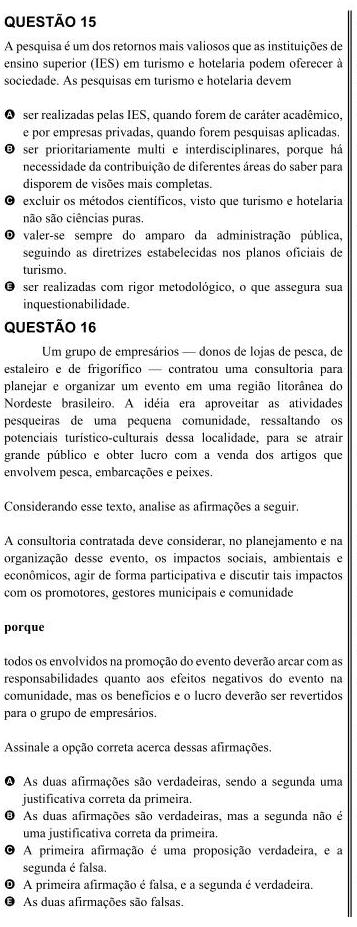 QUESTÃO 15
A pesquisa é um dos retornos mais valiosos que as instituições de
ensino superior (IES) em turismo e hotelaria podem oferecer à
sociedade. As pesquisas em turismo e hotelaria devem
A ser realizadas pelas IES, quando forem de caráter acadêmico,
e por empresas privadas, quando forem pesquisas aplicadas.
B ser prioritariamente multi e interdisciplinares, porque há
necessidade da contribuição de diferentes áreas do saber para
disporem de visões mais completas.
C excluir os métodos científicos, visto que turismo e hotelaria
não são ciências puras.
D valer-se sempre do amparo da administração pública,
seguindo as diretrizes estabelecidas nos planos oficiais de
turismo.
E ser realizadas com rigor metodológico, o que assegura sua
inquestionabilidade.
QUESTÃO 16
Um grupo de empresários — donos de lojas de pesca, de
estaleiro e de frigorífico — contratou uma consultoria para
planejar e organizar um evento em uma região litorânea do
Nordeste brasileiro. A idéia era aproveitar as atividades
pesqueiras de uma pequena comunidade, ressaltando os
potenciais turístico-culturais dessa localidade, para se atrair
grande público e obter lucro com a venda dos artigos que
envolvem pesca, embarcações e peixes.
Considerando esse texto, analise as afirmações a seguir.
A consultoria contratada deve considerar, no planejamento e na
organização desse evento, os impactos sociais, ambientais e
econômicos, agir de forma participativa e discutir tais impactos
com os promotores, gestores municipais e comunidade
porque
todos os envolvidos na promoção do evento deverão arcar com as
responsabilidades quanto aos efeitos negativos do evento na
comunidade, mas os benefícios e o lucro deverão ser revertidos
para o grupo de empresários.
Assinale a opção correta acerca dessas afirmações.
A As duas afirmações são verdadeiras, sendo a segunda uma
justificativa correta da primeira.
B As duas afirmações são verdadeiras, mas a segunda não é
uma justificativa correta da primeira.
C A primeira afirmação é uma proposição verdadeira, e a
segunda é falsa.
D A primeira afirmação é falsa, e a segunda é verdadeira.
E As duas afirmações são falsas.